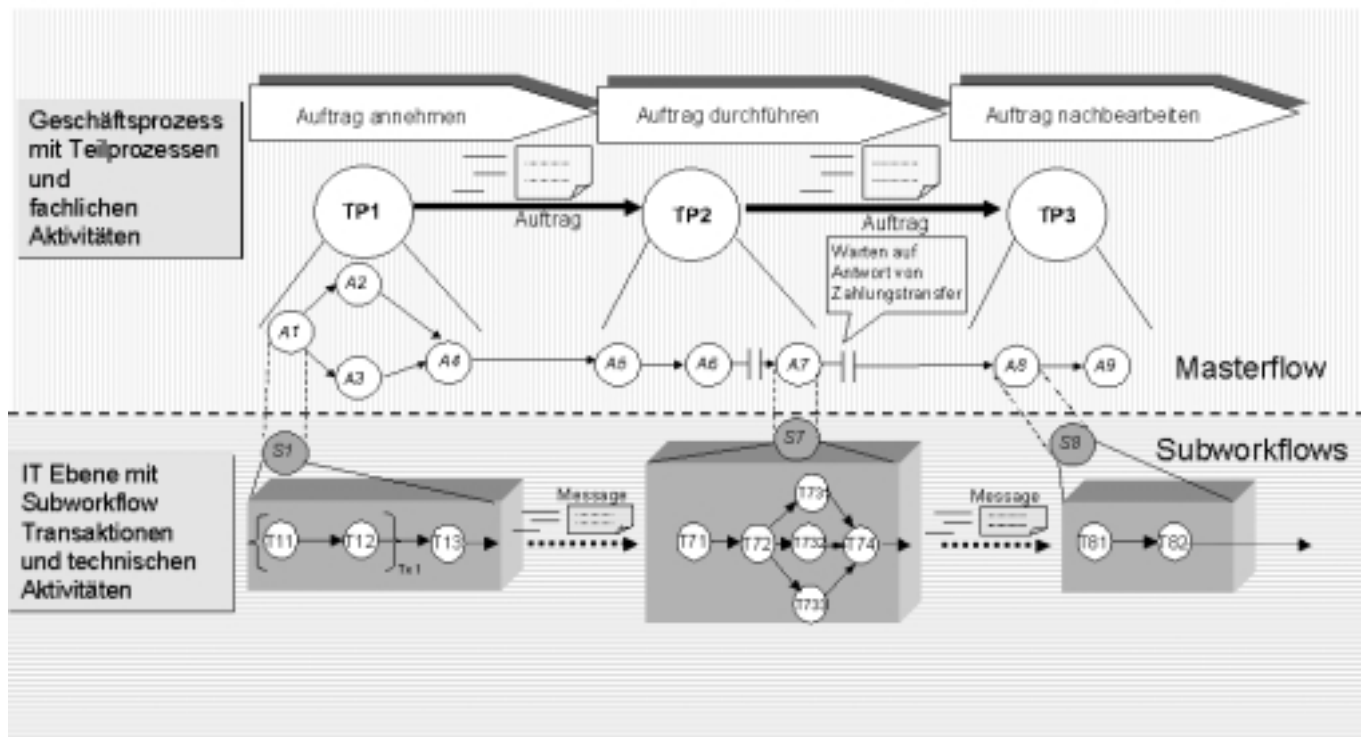 Auftrag annehmen
Auftrag durchführen
Auftrag nachbearbeiten
Geschäftsprozess
mit Teilprozessen
und
fachlichen
Aktivitäten
TP1
Auftrag
TP2
Auftrag
TP3
Warten auf
Antwort von
Zahlungstransfer
A1
A2
A3
A4
A5
A6
A7
A8
A9
Masterflow
Subworkflows
S1
S7
S8
IT Ebene mit
Subworkflow
Transaktionen
und technischen
Aktivitäten
T11
T12
Tx1
T13
Message
T71
T72
T731
T732
T733
T74
Message
T81
T82